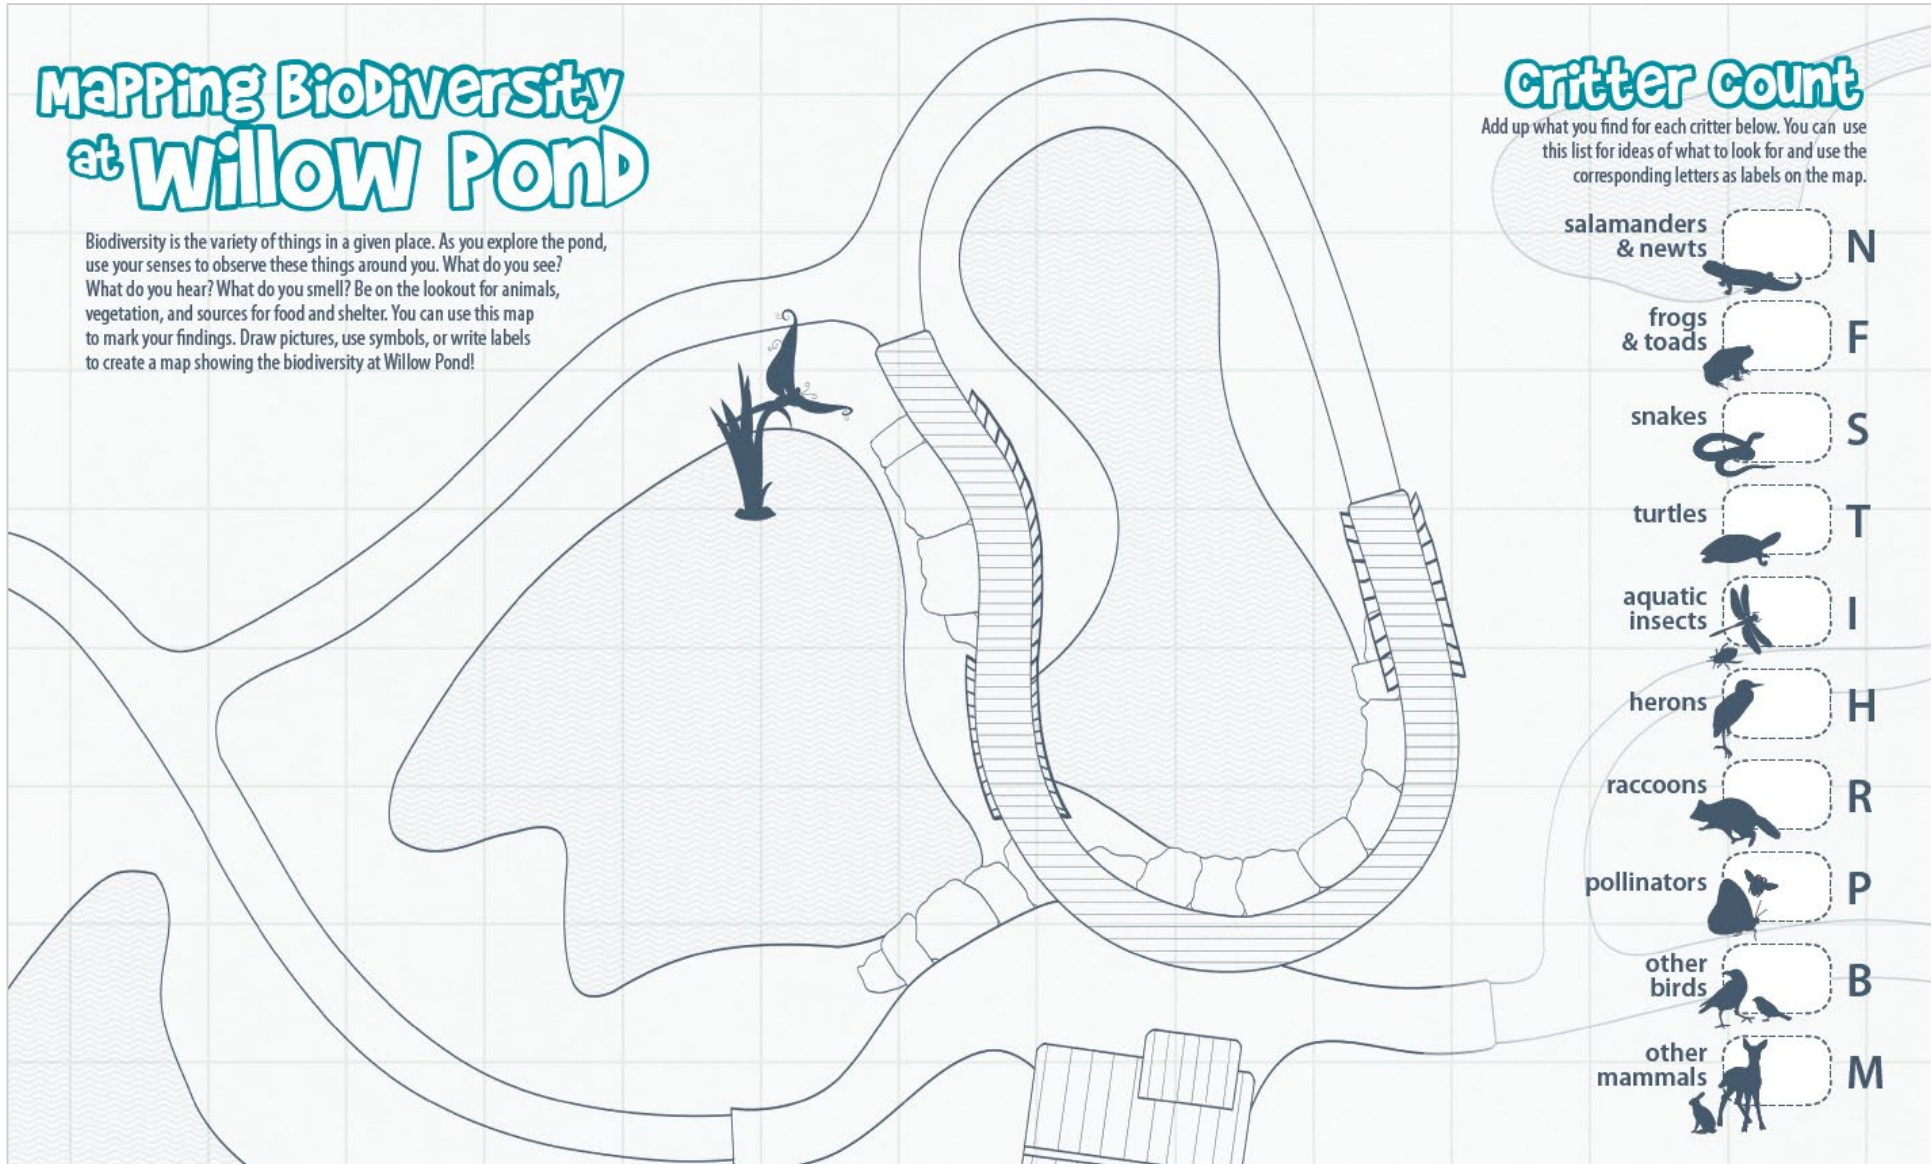 Mapping Biodiversity
at Willow Pond
Biodiversity is the variety of things in a given place. As you explore the pond,
use your senses to observe these things around you. What do you see?
What do you hear? What do you smell? Be on the lookout for animals,
vegetation, and sources for food and shelter. You can use this map
to mark your findings. Draw pictures, use symbols, or write labels
to create a map showing the biodiversity at Willow Pond!
Critter Count
Add up what you find for each critter below. You can use
this list for ideas of what to look for and use the
corresponding letters as labels on the map.
salamanders
& newts
N
frogs
& toads
F
snakes
S
turtles
T
aquatic
insects
I
herons
H
raccoons
R
pollinators
P
other
birds
B
other
mammals
M